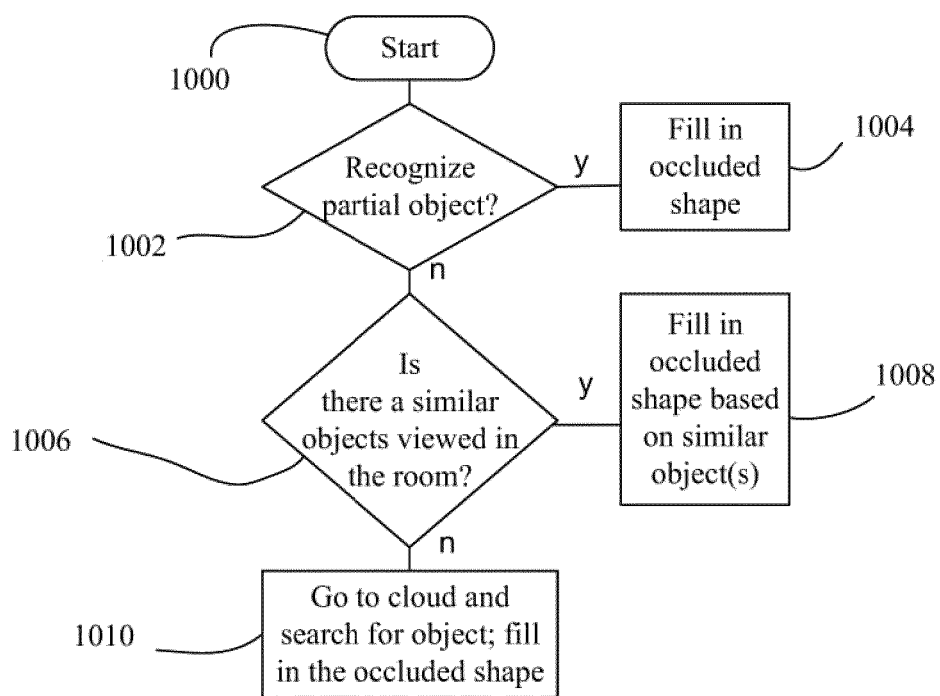 Start
1000
Recognize
partial object?
y
Fill in
occluded
shape
1004
1002
n
Is
there a similar
objects viewed in
the room?
y
Fill in
occluded
shape based
on similar
object(s)
1008
1006
n
Go to cloud and
search for object; fill
in the occluded shape
1010